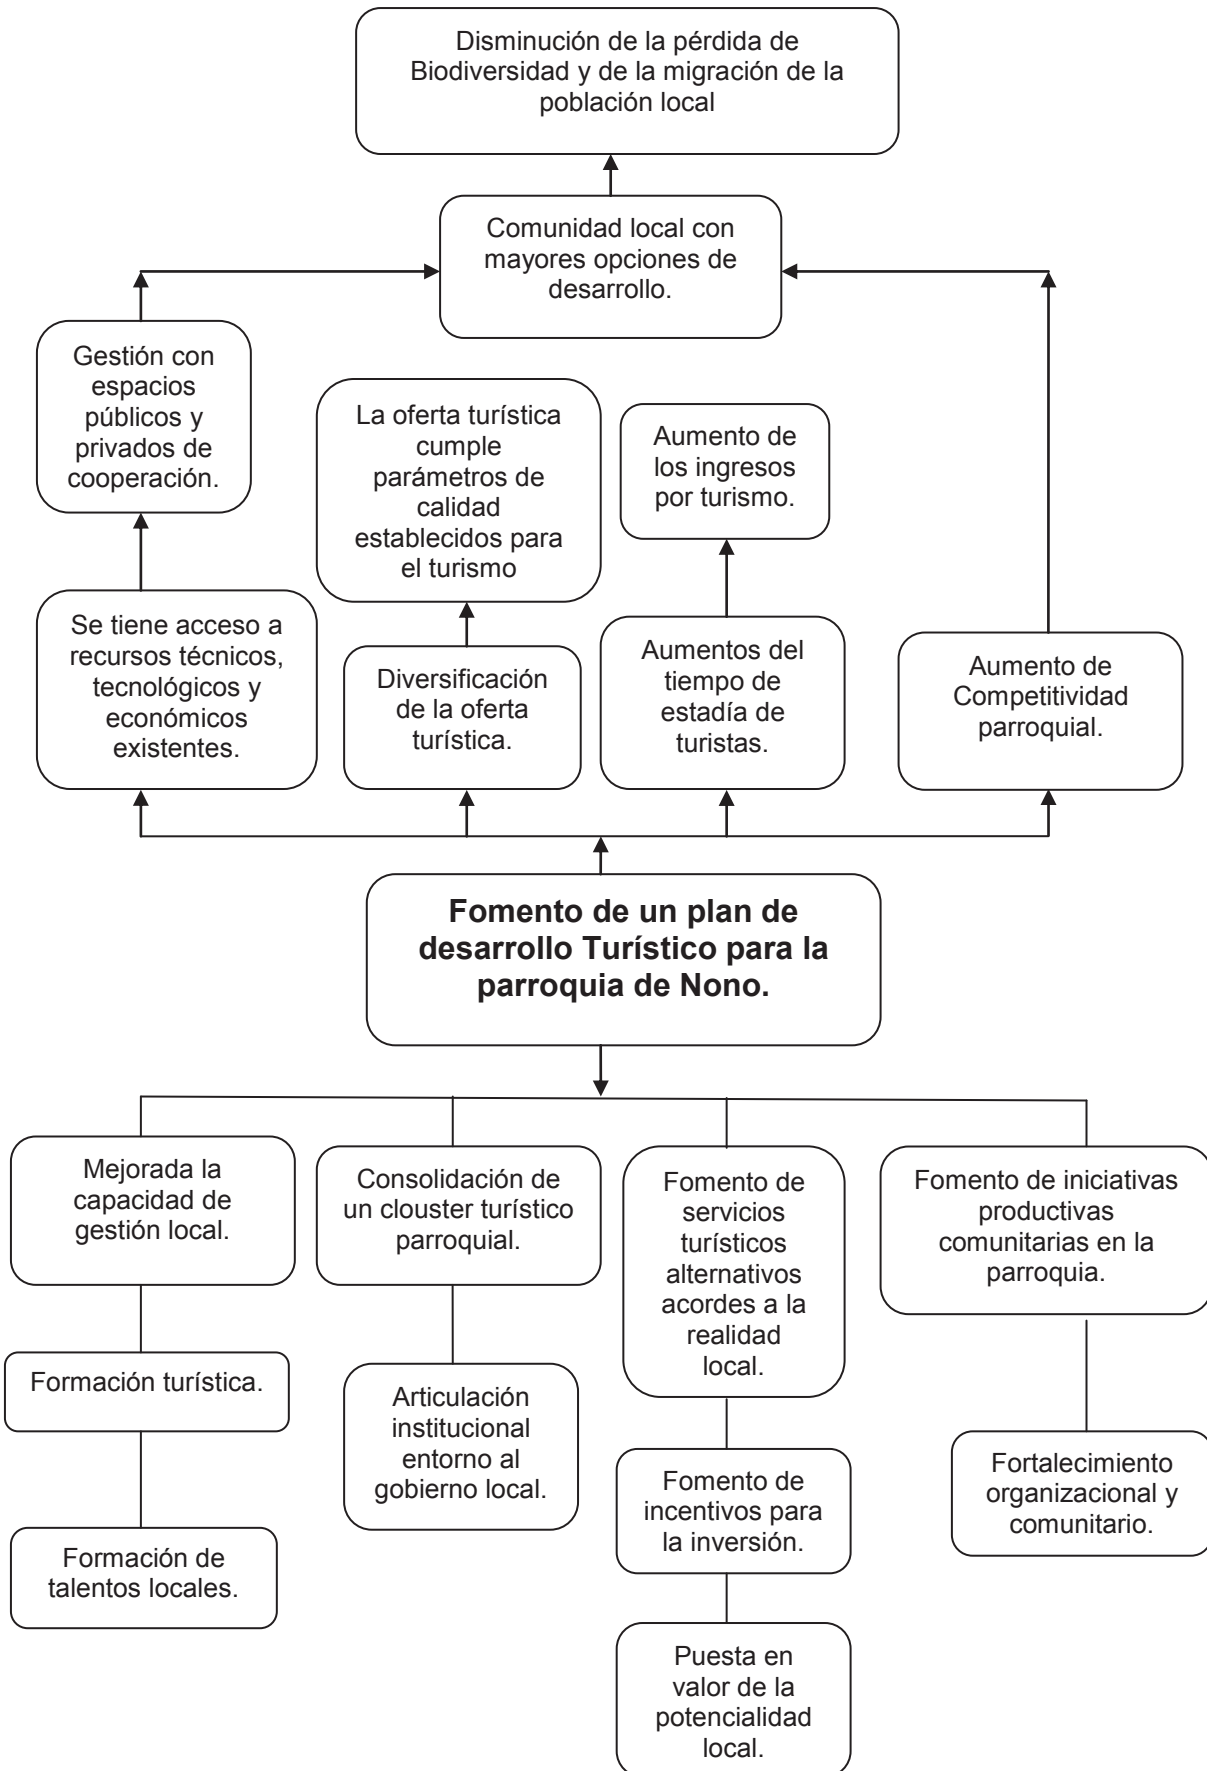 Disminución de la pérdida de
Biodiversidad y de la migración de la
población local
Comunidad local con
mayores opciones de
desarrollo.
Gestión con
espacios
públicos y
privados de
cooperación.
La oferta turística
cumple
parámetros de
calidad
establecidos para
el turismo
Aumento de
los ingresos
por turismo.
Se tiene acceso a
recursos técnicos,
tecnológicos y
económicos
existentes.
Diversificación
de la oferta
turística.
Aumentos del
tiempo de
estadía de
turistas.
Aumento de
Competitividad
parroquial.
Fomento de un plan de
desarrollo Turístico para la
parroquia de Nono.
Mejorada la
capacidad de
gestión local.
Consolidación de
un clouster turístico
parroquial.
Fomento de
servicios
turísticos
alternativos
acordes a la
realidad
local.
Fomento de iniciativas
productivas
comunitarias en la
parroquia.
Formación turística.
Articulación
institucional
entorno al
gobierno local.
Fomento de
incentivos para
la inversión.
Fortalecimiento
organizacional y
comunitario.
Formación de
talentos locales.
Puesta en
valor de la
potencialidad
local.